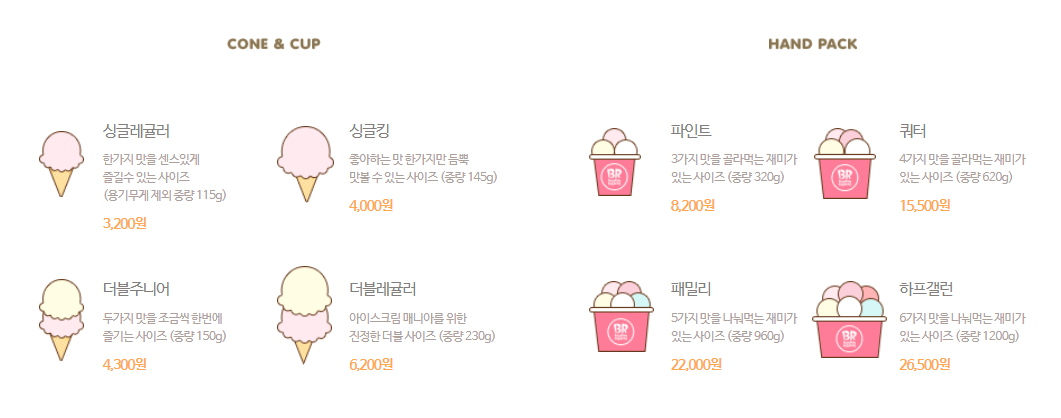 CONE & CUP
싱글레귤러
한가지 맛을 센스있게
즐길수 있는 사이즈
(용기무게 제외 중량 115g)
3,200원
싱글킹
좋아하는 맛 한가지만 듬뿍
맛볼 수 있는 사이즈 (중량 145g)
4,000원
더블주니어
두가지 맛을 조금씩 한번에
즐기는 사이즈 (중량 150g)
4,300원
더블레귤러
아이스크림 매니아를 위한
진정한 더블 사이즈 (중량 230g)
6,200원
HAND PACK
파인트
3가지 맛을 골라먹는 재미가
있는 사이즈 (중량 320g)
8,200원
쿼터
4가지 맛을 골라먹는 재미가
있는 사이즈 (중량 620g)
15,500원
패밀리
5가지 맛을 나눠먹는 재미가
있는 사이즈 (중량 960g)
22,000원
하프갤런
6가지 맛을 나눠먹는 재미가
있는 사이즈 (중량 1200g)
26,500원
BR
BR
BR
BR